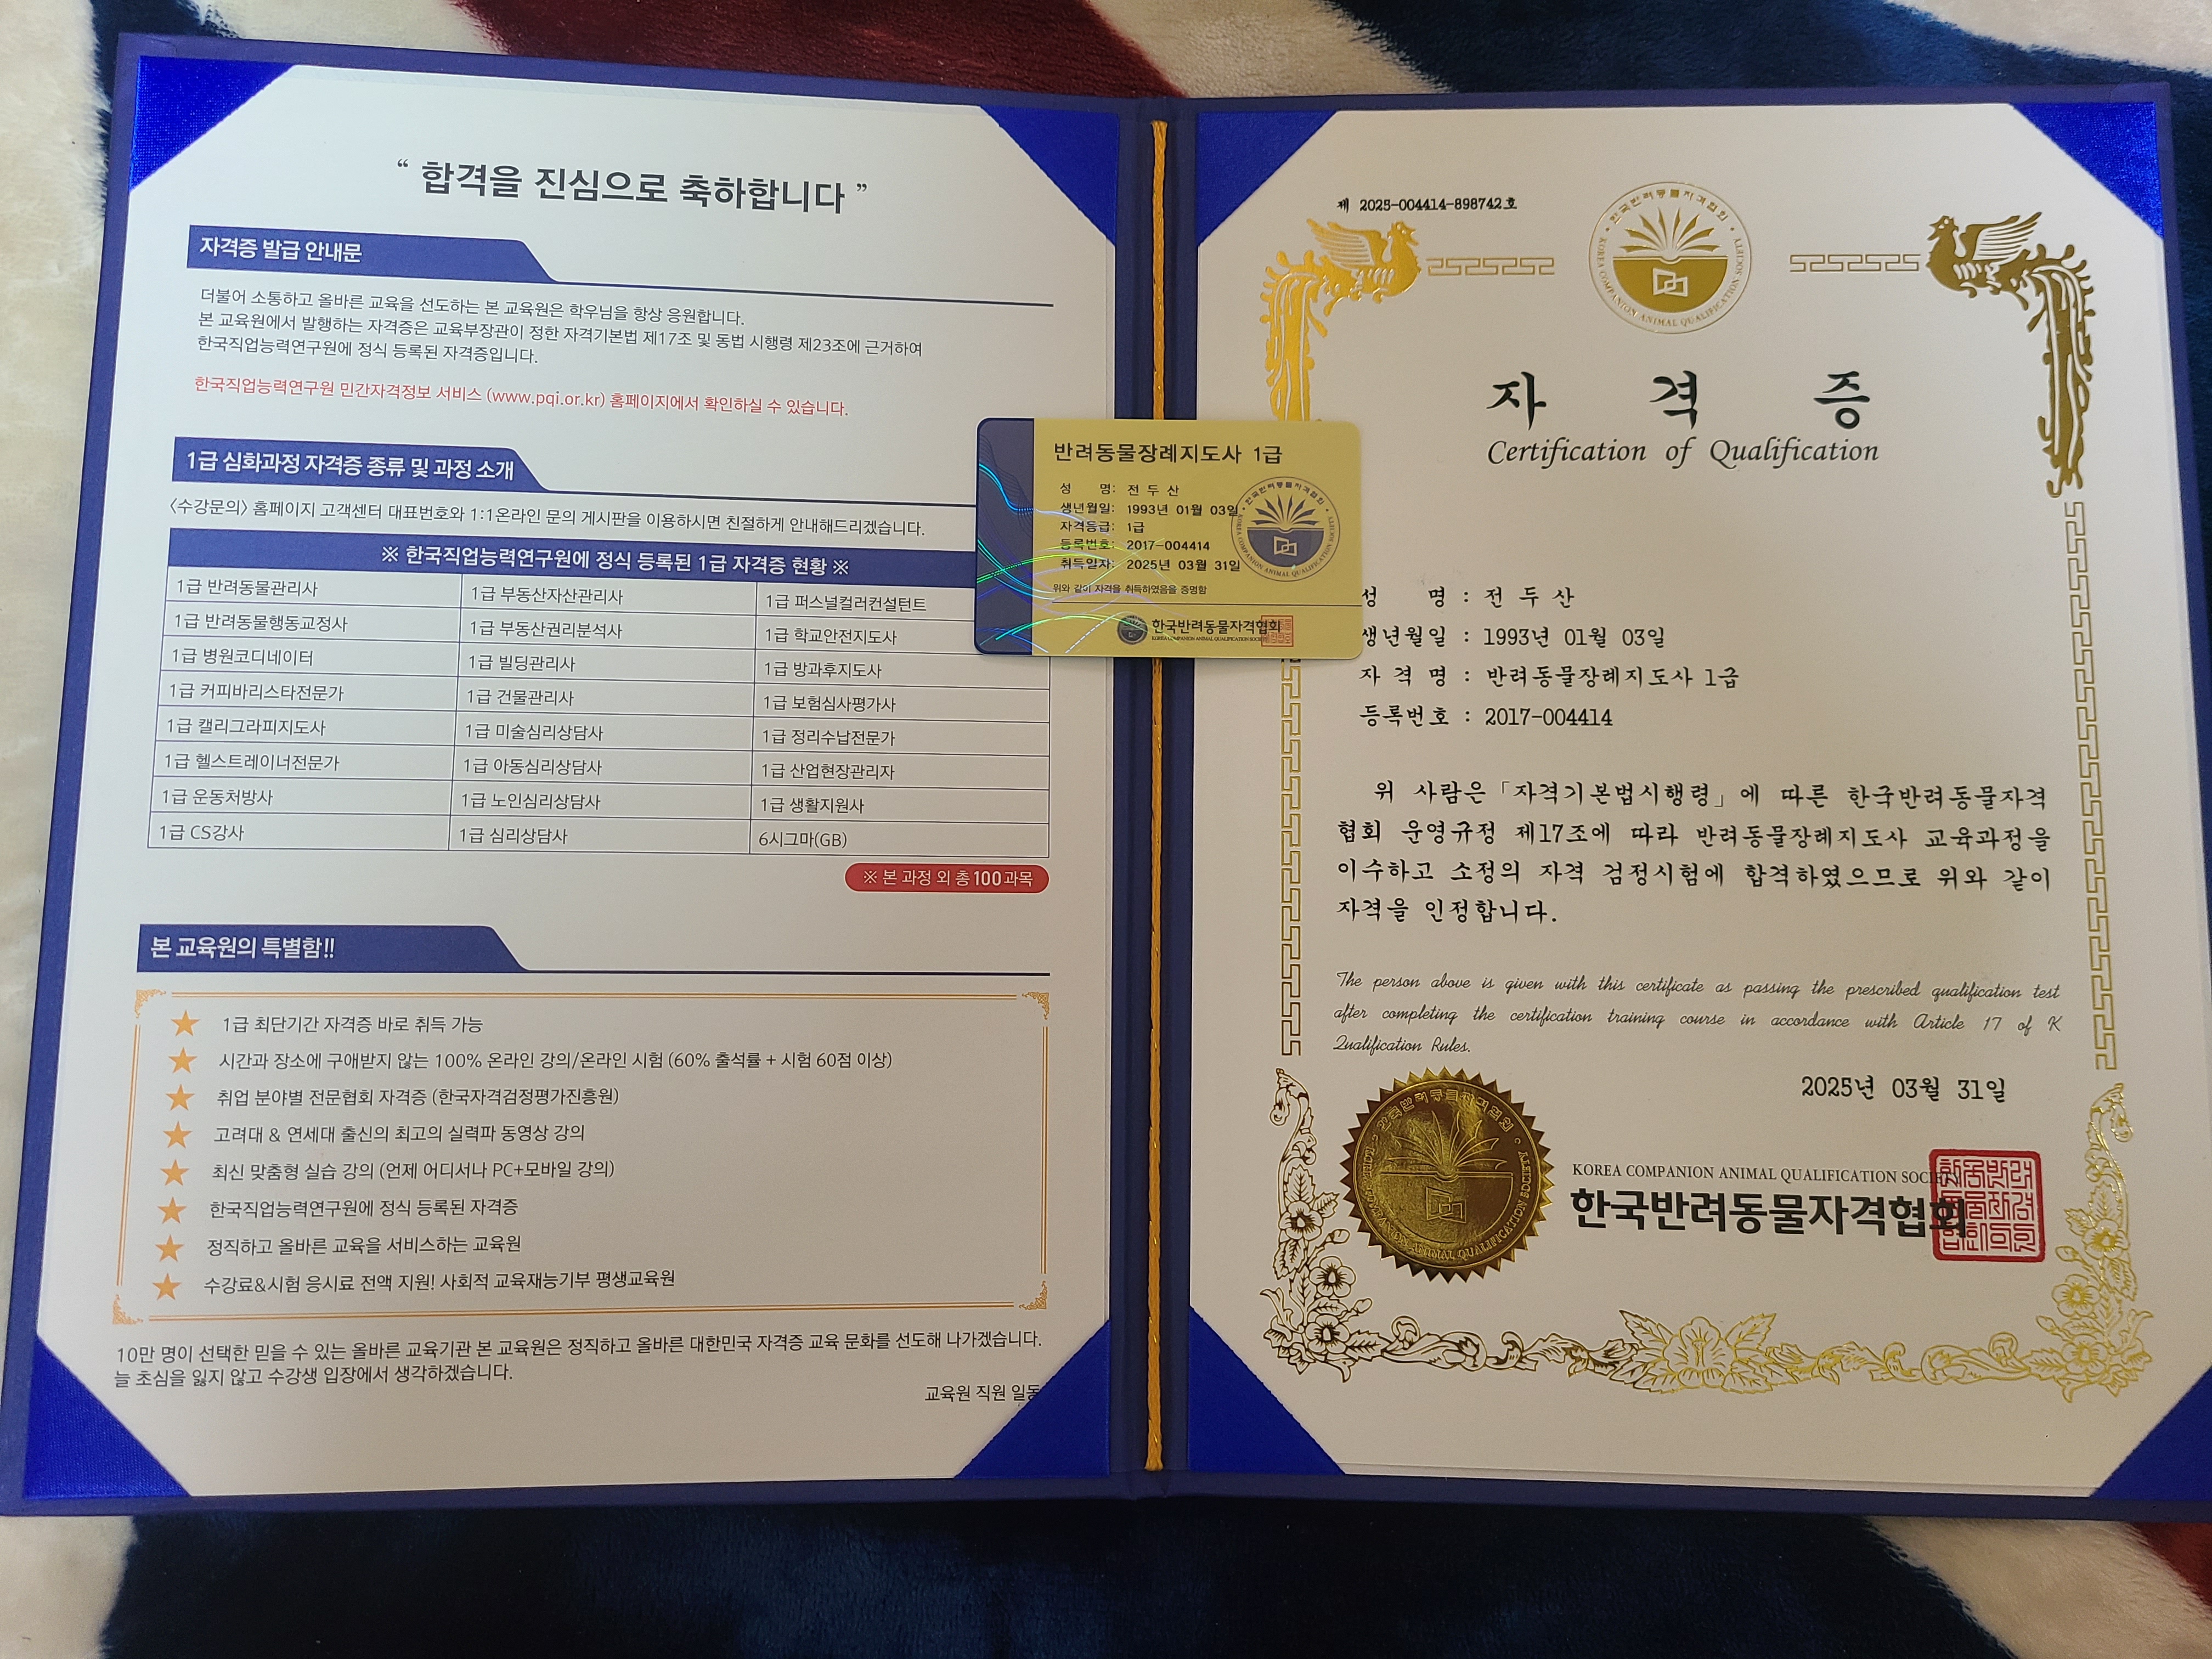 “ 합격을 진심으로 축하합니다 ”
자격증 발급 안내문
더불어 소통하고 올바른 교육을 선도하는 본 교육원은 학우님을 항상 응원합니다.
본 교육원에서 발행하는 자격증은 교육부장관이 정한 자격기본법 제17조 및 동법 시행령 제23조에 근거하여
한국직업능력연구원에 정식 등록된 자격증입니다.
한국직업능력연구원 민간자격정보 서비스 (www.pqi.or.kr) 홈페이지에서 확인하실 수 있습니다.
1급 심화과정 자격증 종류 및 과정 소개
<수강문의> 홈페이지 고객센터 대표번호와 1:1온라인 문의 게시판을 이용하시면 친절하게 안내해드리겠습니다.
※ 한국직업능력연구원에 정식 등록된 1급 자격증 현황 ※
1급 반려동물관리사 1급 부동산자산관리사 1급 퍼스널컬러컨설턴트
1급 반려동물행동교정사 1급 부동산권리분석사 1급 학교안전지도사
1급 병원코디네이터 1급 빌딩관리사 1급 방과후지도사
1급 커피바리스타전문가 1급 건물관리사 1급 보험심사평가사
1급 캘리그라피지도사 1급 미술심리상담사 1급 정리수납전문가
1급 헬스트레이너전문가 1급 아동심리상담사 1급 산업현장관리자
1급 운동처방사 1급 노인심리상담사 1급 생활지원사
1급 CS강사 1급 심리상담사 6시그마(GB)
※ 본 과정 외 총 100과목
본 교육원의 특별함!!
1급 최단기간 자격증 바로 취득 가능
시간과 장소에 구애받지 않는 100% 온라인 강의/온라인 시험 (60% 출석률 + 시험 60점 이상)
취업 분야별 전문협회 자격증 (한국자격검정평가진흥원)
고려대 & 연세대 출신의 최고의 실력파 동영상 강의
최신 맞춤형 실습 강의 (언제 어디서나 PC+모바일 강의)
한국직업능력연구원에 정식 등록된 자격증
정직하고 올바른 교육을 서비스하는 교육원
수강료&시험 응시료 전액 지원! 사회적 교육재능기부 평생교육원
10만 명이 선택한 믿을 수 있는 올바른 교육기관 본 교육원은 정직하고 올바른 대한민국 자격증 교육 문화를 선도해 나가겠습니다.
늘 초심을 잃지 않고 수강생 입장에서 생각하겠습니다.
교육원 직원 일동
반려동물장례지도사 1급
성 명: 전 두 산
생년월일: 1993년 01월 03일
자격등급: 1급
등록번호: 2017-004414
취득일자: 2025년 03월 31일
위와 같이 자격을 취득하였음을 증명함
한국반려동물자격협회
KOREA COMPANION ANIMAL QUALIFICATION SOCIETY
한국반려동물자격협회
KOREA COMPANION ANIMAL QUALIFICATION SOCIETY
제 2025-004414-898742호
한국반려동물자격협회
KOREA COMPANION ANIMAL QUALIFICATION SOCIETY
자 격 증
Certification of Qualification
성 명 : 전 두 산
생년월일 : 1993년 01월 03일
자 격 명 : 반려동물장례지도사 1급
등록번호 : 2017-004414
위 사람은「자격기본법시행령」에 따른 한국반려동물자격
협회 운영규정 제17조에 따라 반려동물장례지도사 교육과정을
이수하고 소정의 자격 검정시험에 합격하였으므로 위와 같이
자격을 인정합니다.
The person above is given with this certificate as passing the prescribed qualification test
after completing the certification training course in accordance with Article 17 of K
Qualification Rules.
2025년 03월 31일
KOREA COMPANION ANIMAL QUALIFICATION SOCIETY
한국반려동물자격협회